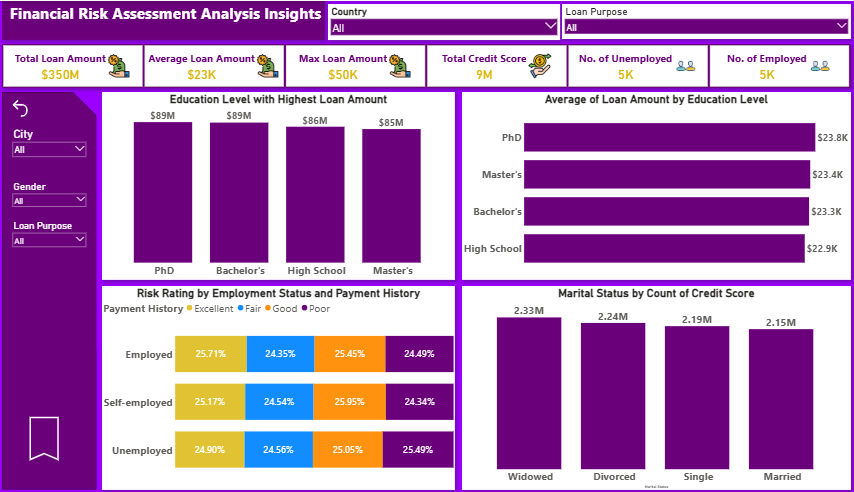 Financial Risk Assessment Analysis Insights
Country
All
Loan Purpose
All
Total Loan Amount
$350M
Average Loan Amount
$23K
Max Loan Amount
$50K
Total Credit Score
9M
No. of Unemployed
5K
No. of Employed
5K
City
All
Gender
All
Loan Purpose
All
Education Level with Highest Loan Amount
$89M
$89M
$86M
$85M
PhD
Bachelor's
High School
Master's
Average of Loan Amount by Education Level
PhD
$23.8K
Master's
$23.4K
Bachelor's
$23.3K
High School
$22.9K
Risk Rating by Employment Status and Payment History
Payment History Excellent Fair Good Poor
Employed 25.71% 24.35% 25.45% 24.49%
Self-employed 25.17% 24.54% 25.95% 24.34%
Unemployed 24.90% 24.56% 25.05% 25.49%
Marital Status by Count of Credit Score
2.33M
2.24M
2.19M
2.15M
Widowed
Divorced
Single
Married
Marital Status